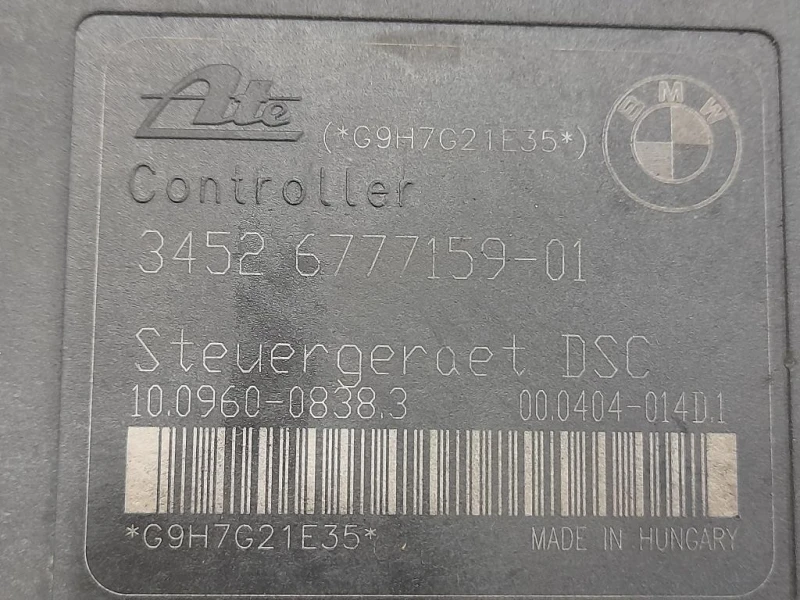 Ate (*G9H7G21E35*)
BMW
Controller
3452 6777159-01
Steuergeraet DSC
10.0960-0838.3 00.0404-014D.1
*G9H7G21E35* MADE IN HUNGARY